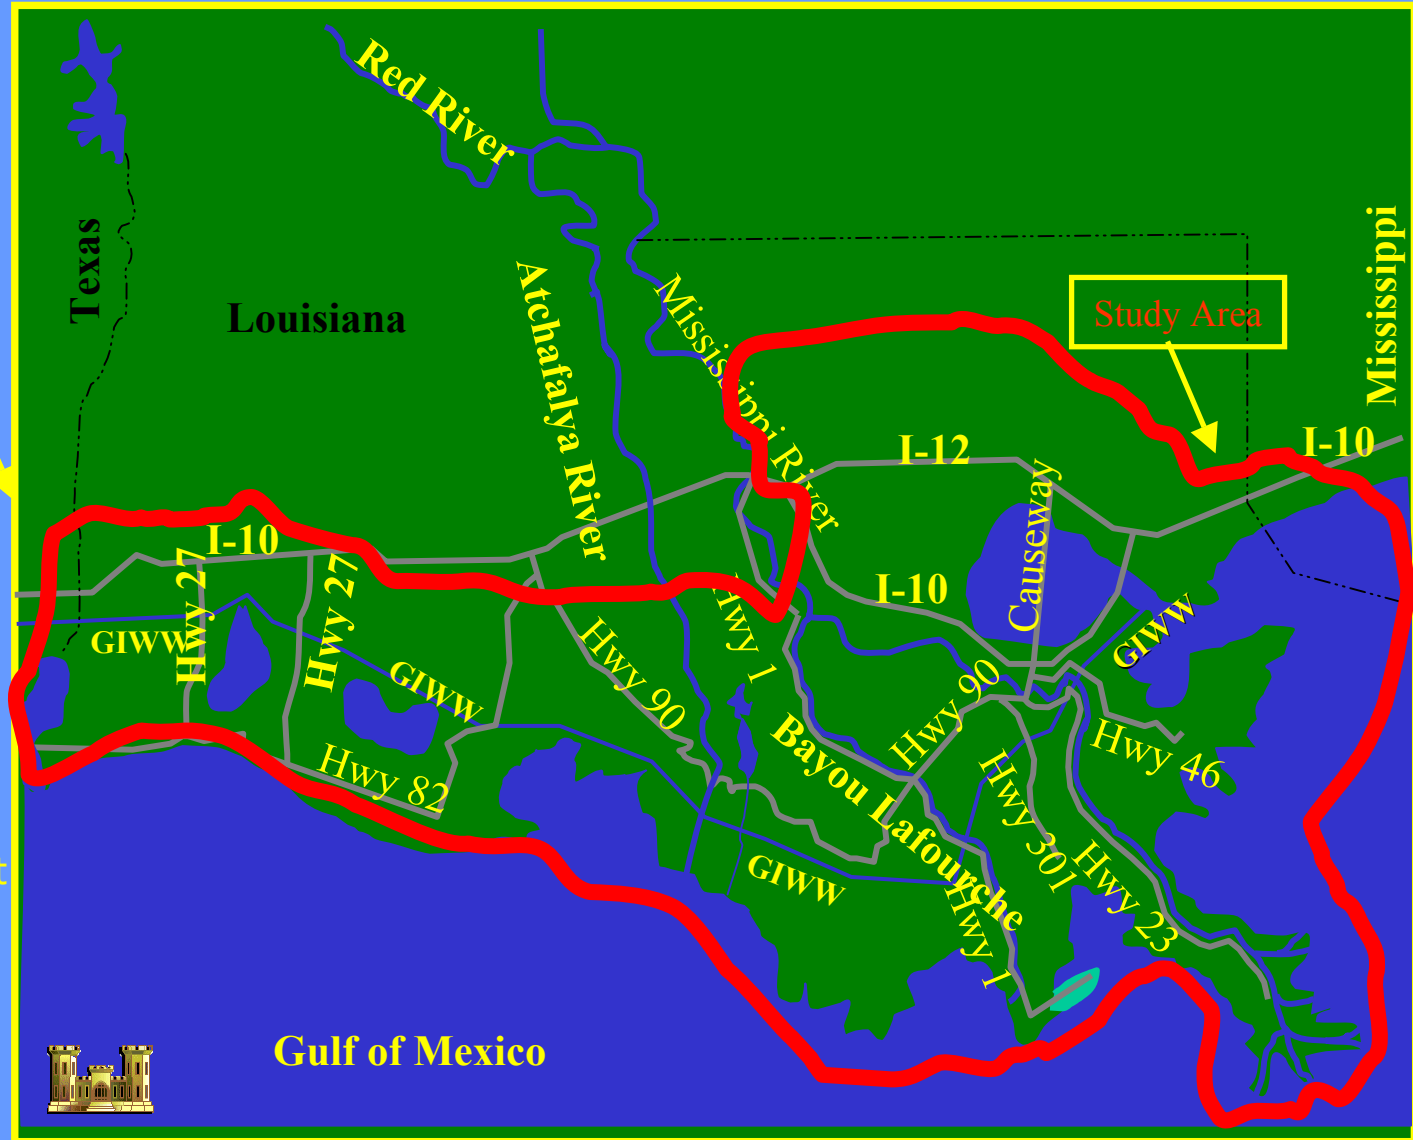 Red River
Texas
Louisiana
Atchafalya River
Mississippi River
Mississippi
Study Area
I-12
I-10
I-10
I-10
Causeway
Hwy 27
Hwy 27
GIWW
GIWW
GIWW
GIWW
Hwy 1
Hwy 90
Hwy 90
Hwy 82
Bayou Lafourche
Hwy 46
Hwy 301
Hwy 23
Hwy 1
Gulf of Mexico
t